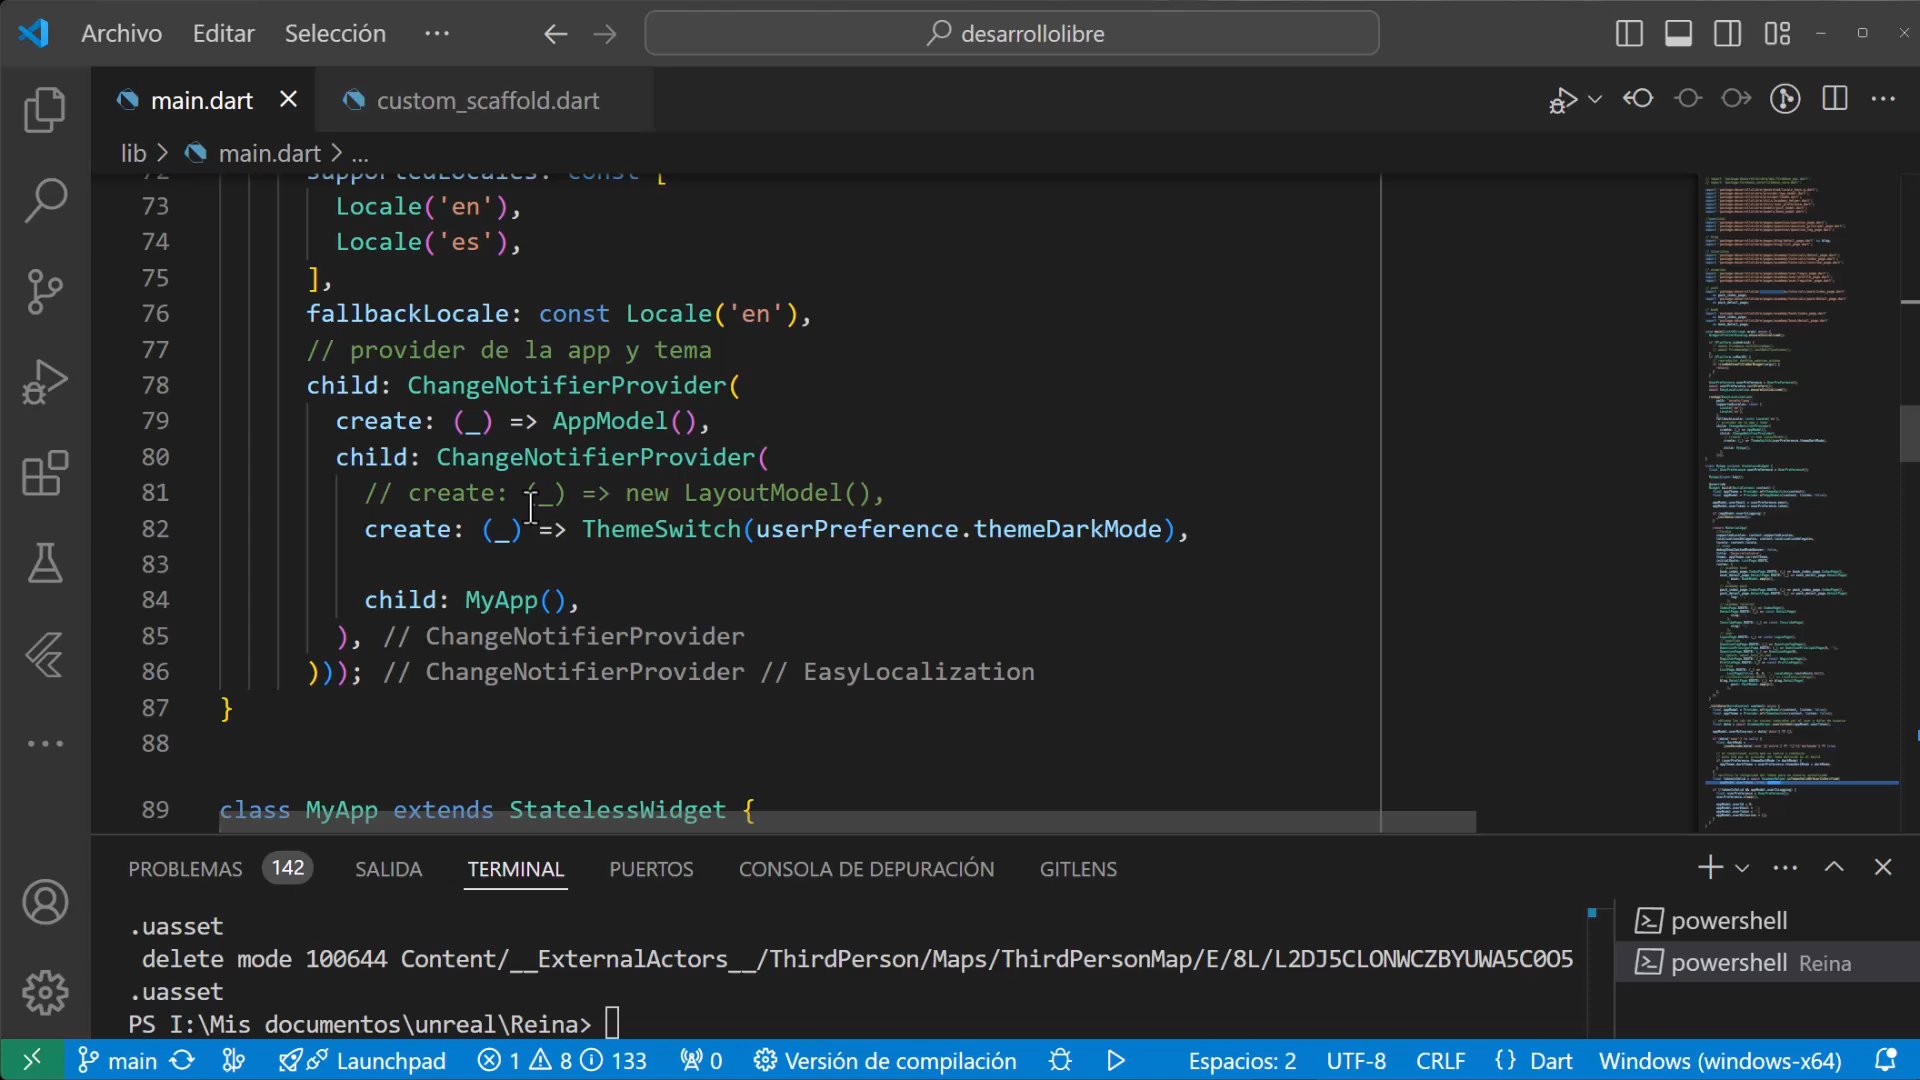 Archivo Editar Selección ··· desarrollolibre
main.dart custom_scaffold.dart
lib > main.dart > ...
72 supportedLocales: const [
73 Locale('en'),
74 Locale('es'),
75 ],
76 fallbackLocale: const Locale('en'),
77 // provider de la app y tema
78 child: ChangeNotifierProvider(
79 create: (_) => AppModel(),
80 child: ChangeNotifierProvider(
81 // create: (_) => new LayoutModel(),
82 create: (_) => ThemeSwitch(userPreference.themeDarkMode),
83
84 child: MyApp(),
85 ), // ChangeNotifierProvider
86 ))); // ChangeNotifierProvider // EasyLocalization
87 }
88
89 class MyApp extends StatelessWidget {
PROBLEMAS 142 SALIDA TERMINAL PUERTOS CONSOLA DE DEPURACIÓN GITLENS
.uasset
delete mode 100644 Content/__ExternalActors__/ThirdPerson/Maps/ThirdPersonMap/E/8L/L2DJ5CLONWCZBYUWA5C0O5
.uasset
PS I:\Mis documentos\unreal\Reina>
powershell
powershell Reina
main Launchpad 1 8 133 0 Versión de compilación Espacios: 2 UTF-8 CRLF {} Dart Windows (windows-x64)